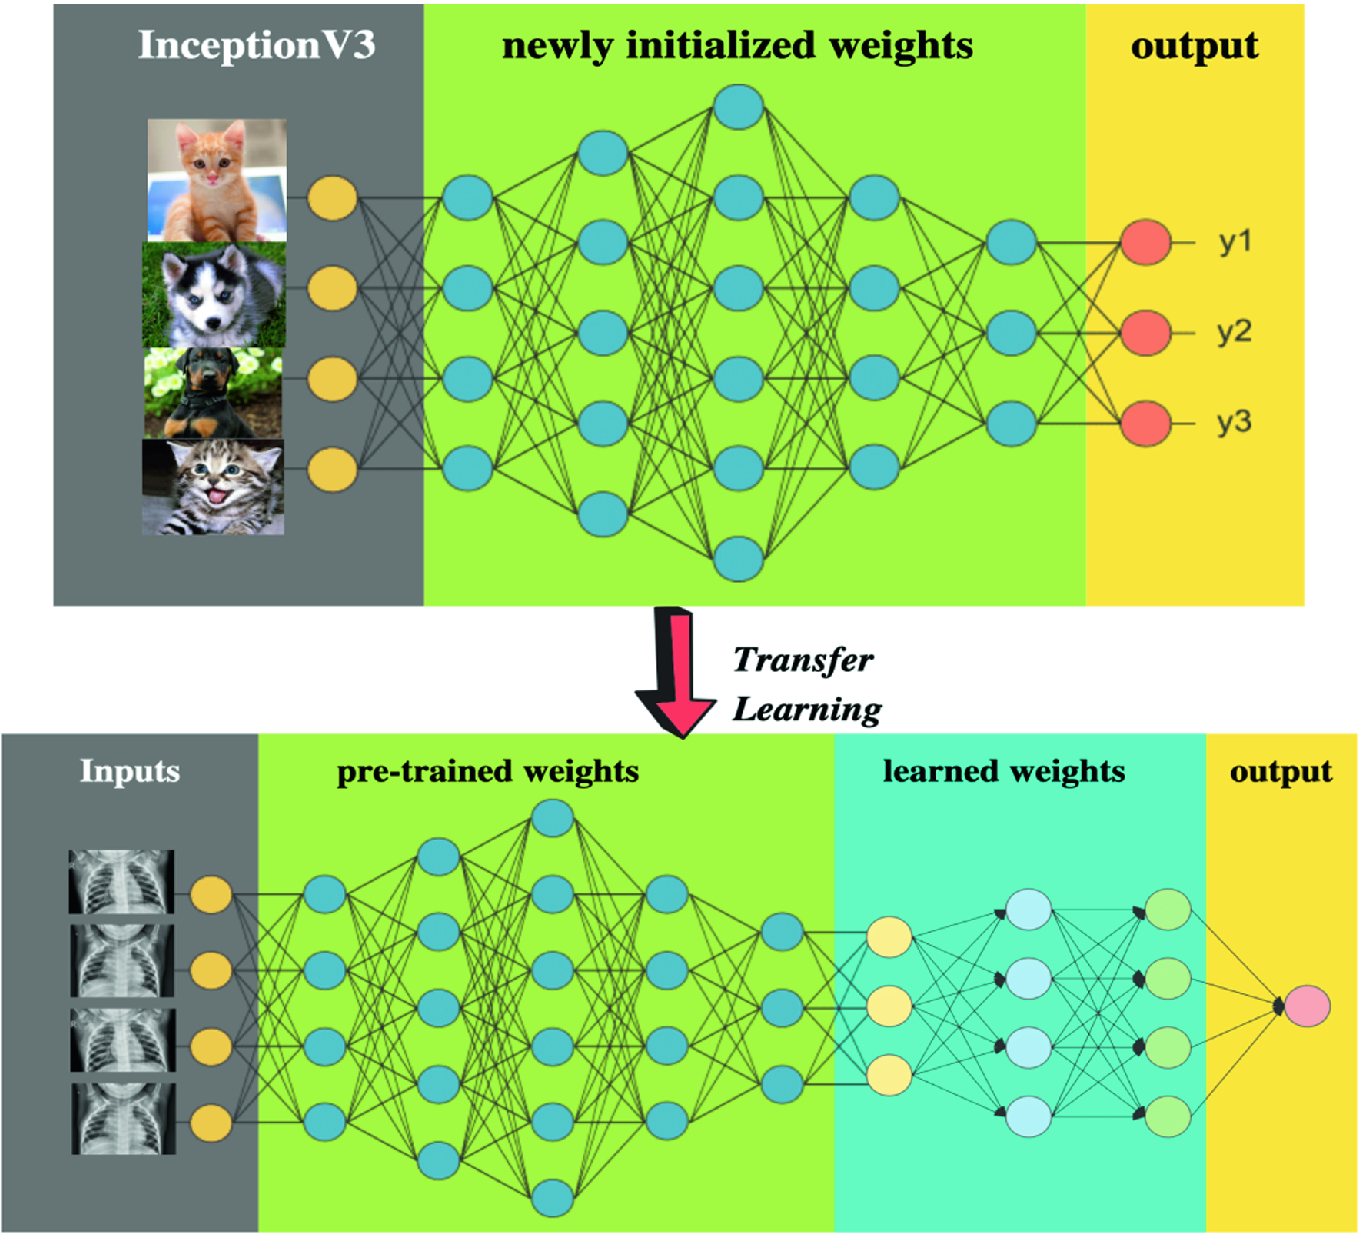 InceptionV3
newly initialized weights
output
y1
y2
y3
Transfer
Learning
Inputs
pre-trained weights
learned weights
output